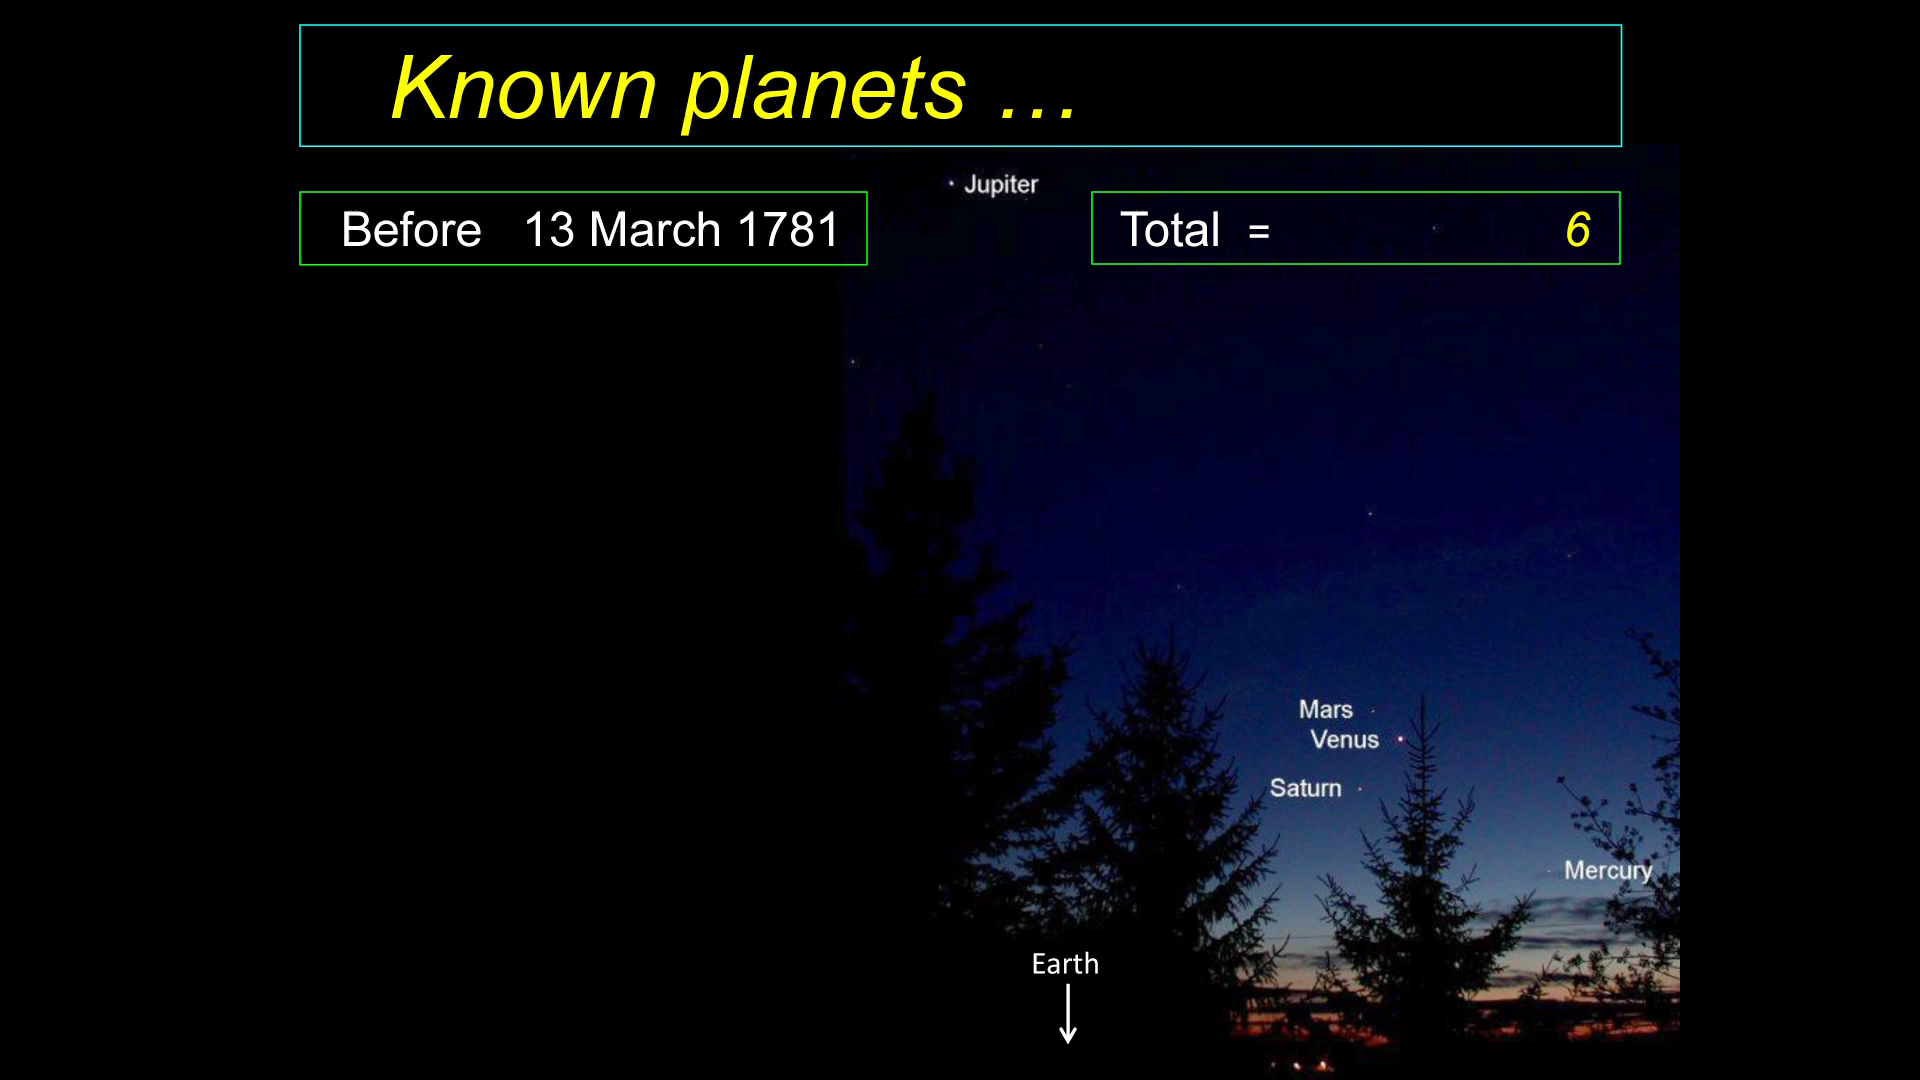 Known planets …
Jupiter
Before 13 March 1781
Total = 6
Mars
Venus
Saturn
Mercury
Earth